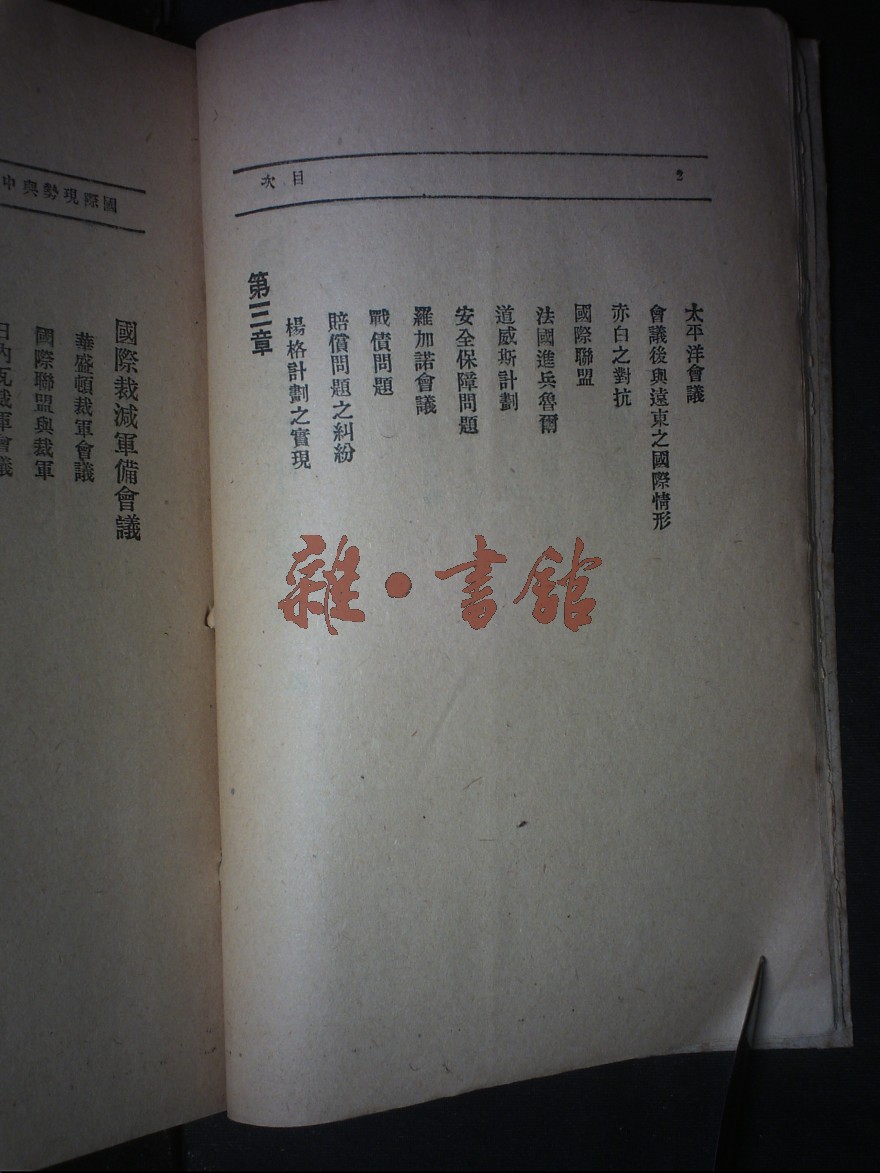 目次
2
太平洋會議
會議後與遠東之國際情形
赤白之對抗
國際聯盟
法國進兵魯爾
道威斯計劃
安全保障問題
羅加諾會議
戰債問題
賠償問題之糾紛
楊格計劃之實現
第三章
國際現勢與中
國際裁減軍備會議
華盛頓裁軍會議
國際聯盟與裁軍
日內瓦裁軍會議
雜·書館